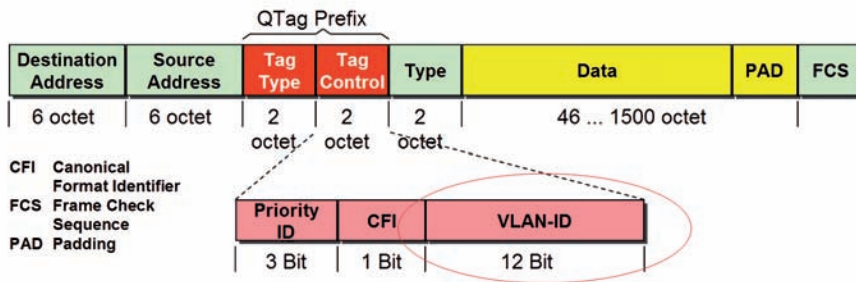 QTag Prefix
Destination Address
Source Address
Tag Type
Tag Control
Type
Data
PAD
FCS
6 octet
6 octet
2 octet
2 octet
2 octet
46 ... 1500 octet
CFI Canonical
Format Identifier
FCS Frame Check
Sequence
PAD Padding
Priority ID
CFI
VLAN-ID
3 Bit
1 Bit
12 Bit